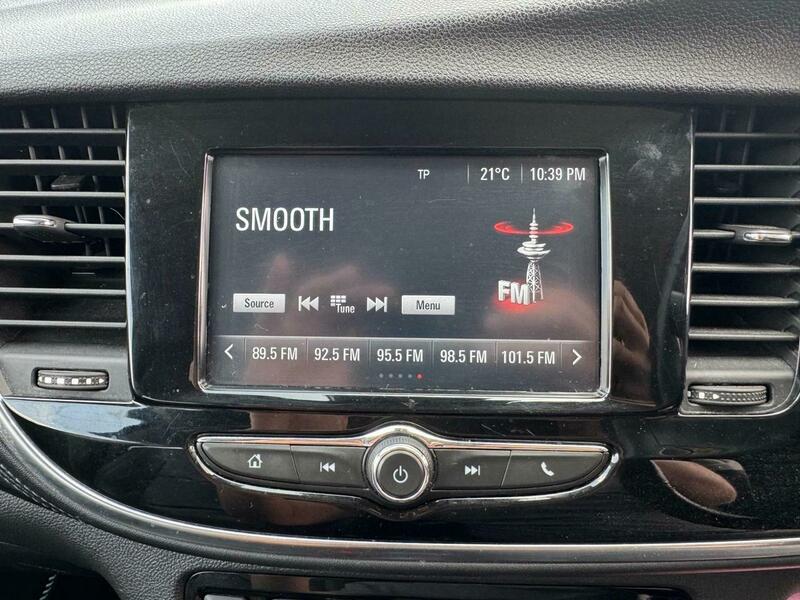 TP 21°C 10:39 PM
SMOOTH
FM
Source Tune Menu
89.5 FM 92.5 FM 95.5 FM 98.5 FM 101.5 FM